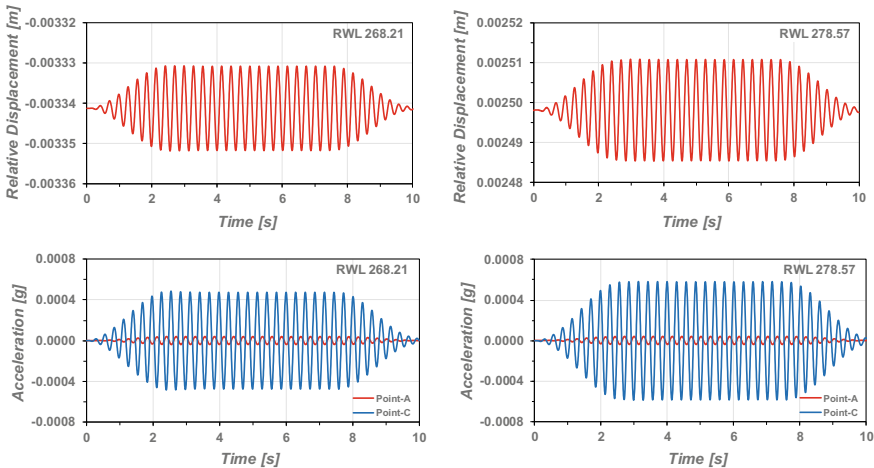 Relative Displacement [m]
-0.00332
-0.00333
-0.00334
-0.00335
-0.00336
RWL 268.21
0 2 4 6 8 10
Time [s]
Relative Displacement [m]
0.00252
0.00251
0.00250
0.00249
0.00248
RWL 278.57
0 2 4 6 8 10
Time [s]
Acceleration [g]
0.0008
0.0004
0.0000
-0.0004
-0.0008
RWL 268.21
Point-A
Point-C
0 2 4 6 8 10
Time [s]
Acceleration [g]
0.0008
0.0004
0.0000
-0.0004
-0.0008
RWL 278.57
Point-A
Point-C
0 2 4 6 8 10
Time [s]